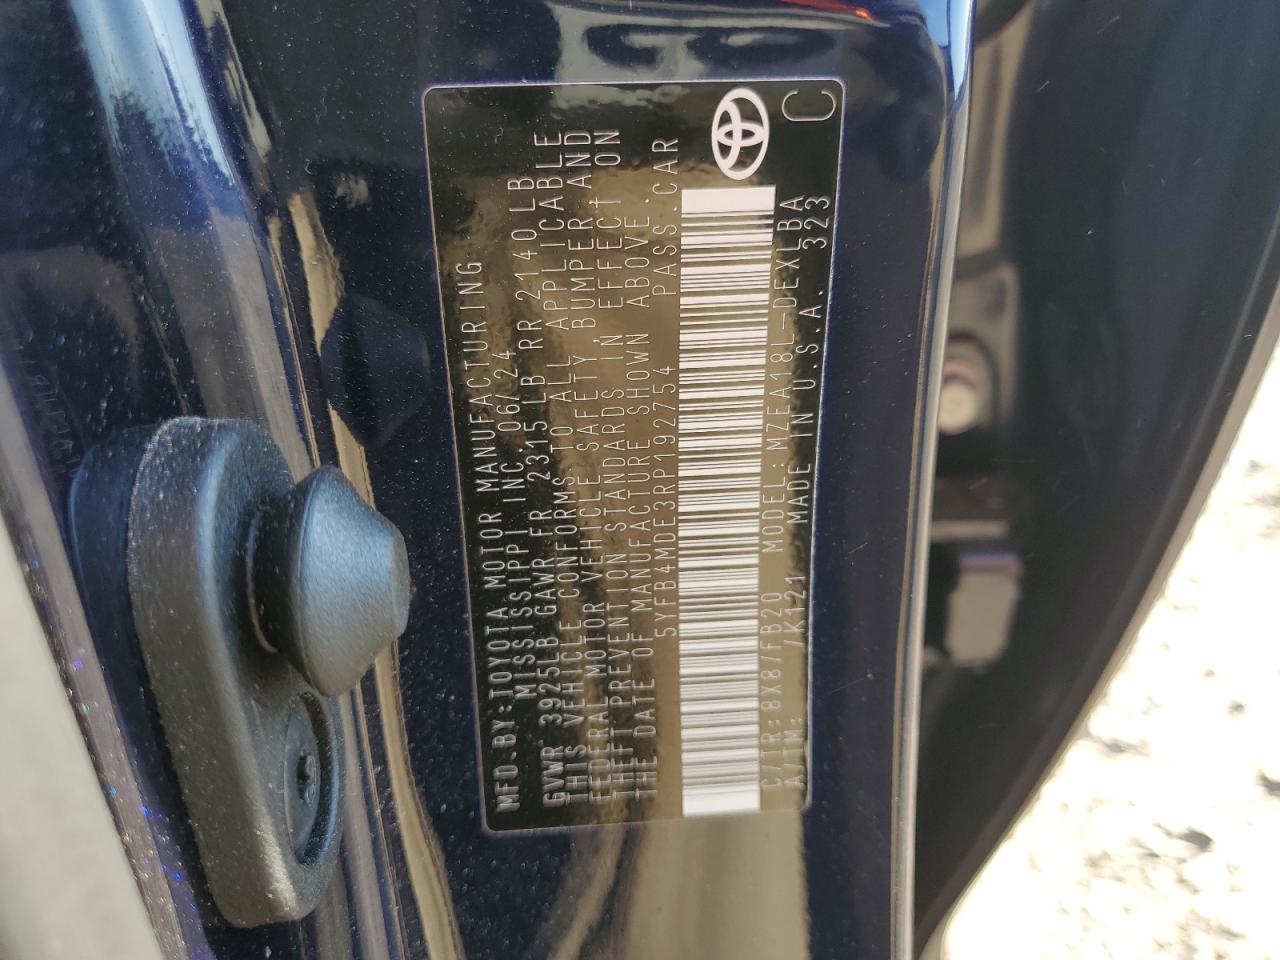 MFD. BY: TOYOTA MOTOR MANUFACTURING
MISSISSIPPI INC. 06/24
GVWR 3925LB GAWR FR 2315LB RR 2140LB
THIS VEHICLE CONFORMS TO ALL APPLICABLE
FEDERAL MOTOR VEHICLE SAFETY, BUMPER, AND
THEFT PREVENTION STANDARDS IN EFFECT ON
THE DATE OF MANUFACTURE SHOWN ABOVE.
5YFB4MDE3RP192754 PASS.CAR
C/TR:8X8/FB20 MODEL:MZEA18L-DEXLBA
A/TM: /K121 MADE IN U.S.A. 323
C